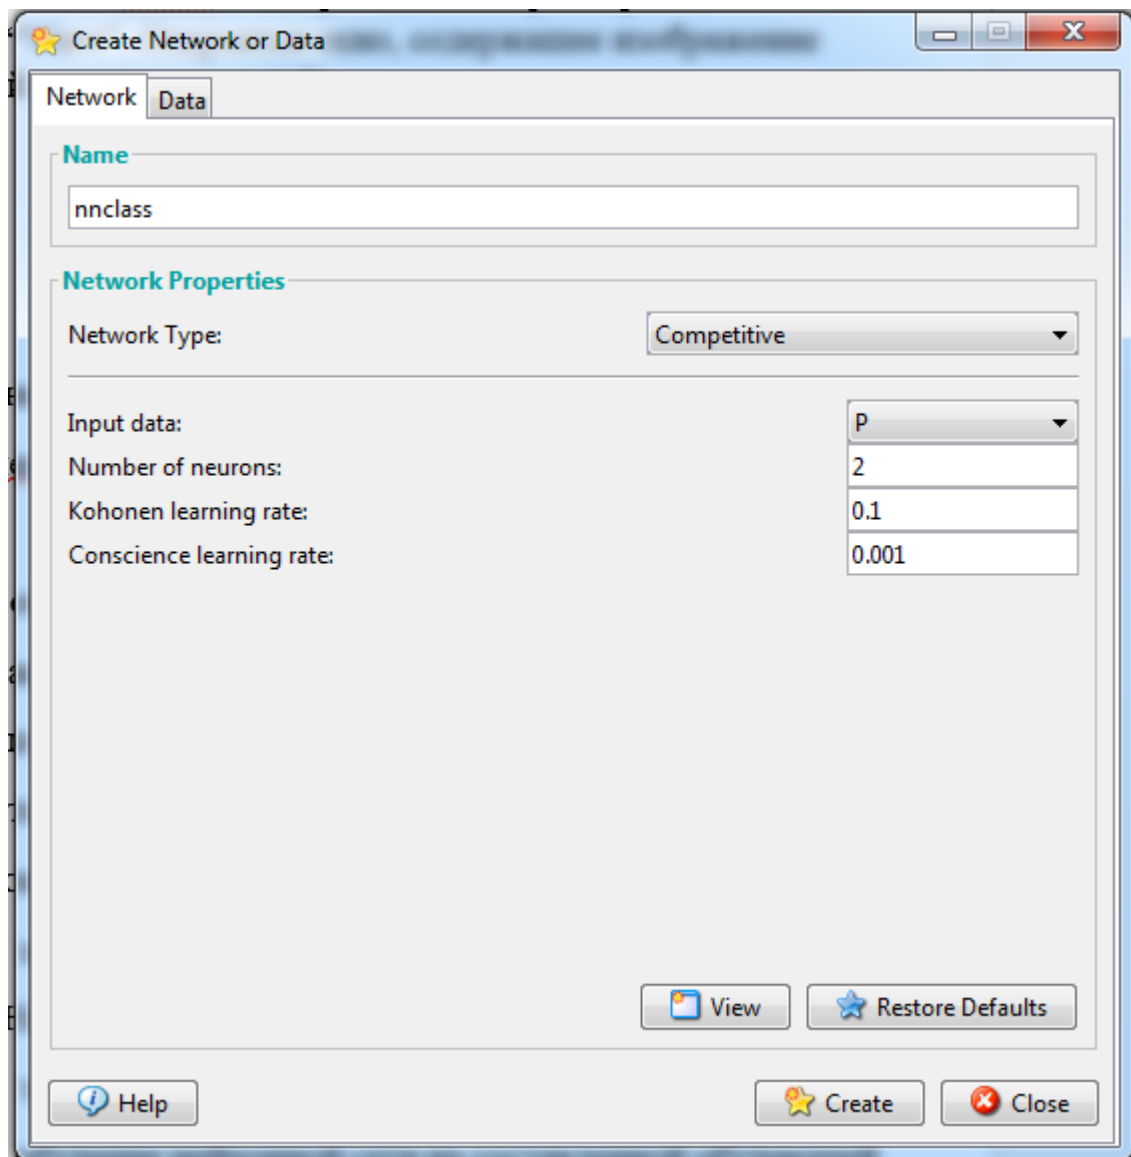 Create Network or Data
Network Data
Name
nnclass
Network Properties
Network Type: Competitive
Input data: P
Number of neurons: 2
Kohonen learning rate: 0.1
Conscience learning rate: 0.001
View Restore Defaults
Help Create Close